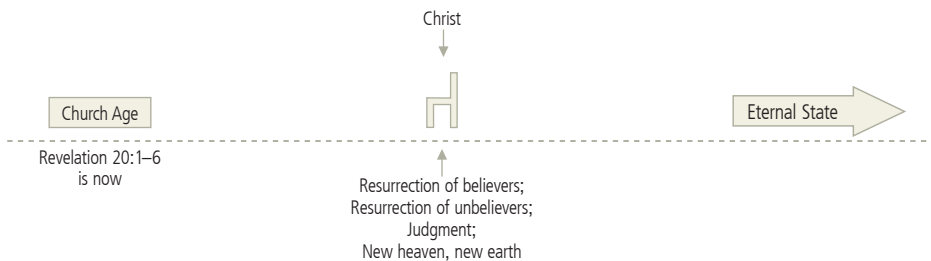 Christ
Church Age
Eternal State
Revelation 20:1–6
is now
Resurrection of believers;
Resurrection of unbelievers;
Judgment;
New heaven, new earth